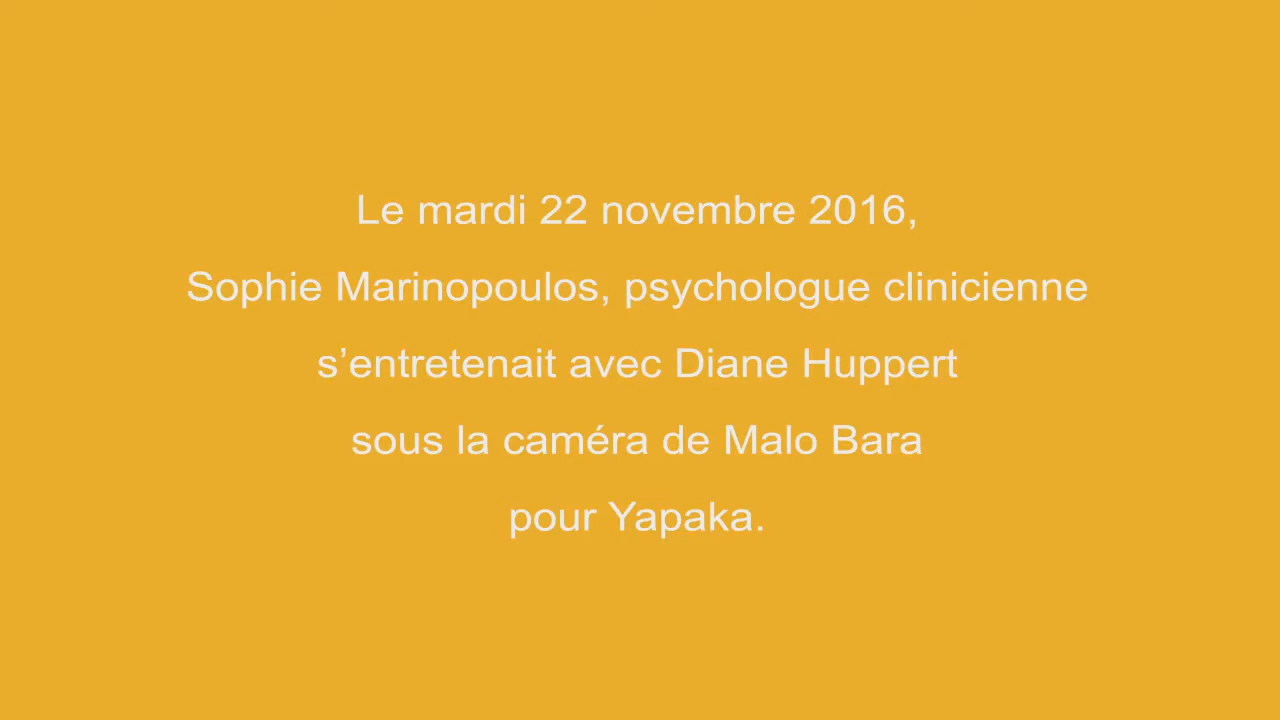 Le mardi 22 novembre 2016,
Sophie Marinopoulos, psychologue clinicienne
s’entretenait avec Diane Huppert
sous la caméra de Malo Bara
pour Yapaka.